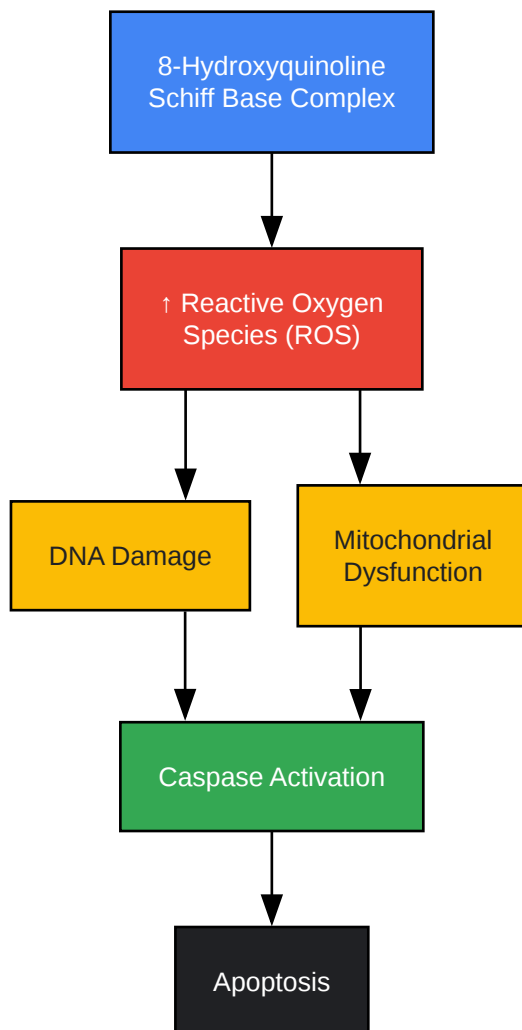 8-Hydroxyquinoline
Schiff Base Complex
↑ Reactive Oxygen
Species (ROS)
DNA Damage
Mitochondrial
Dysfunction
Caspase Activation
Apoptosis